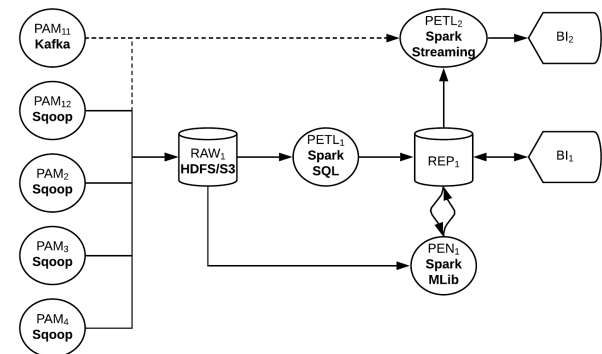 PAM₁₁
Kafka
PETL₂
Spark
Streaming
BI₂
PAM₁₂
Sqoop
RAW₁
HDFS/S3
PETL₁
Spark
SQL
REP₁
BI₁
PAM₂
Sqoop
PAM₃
Sqoop
PEN₁
Spark
MLib
PAM₄
Sqoop